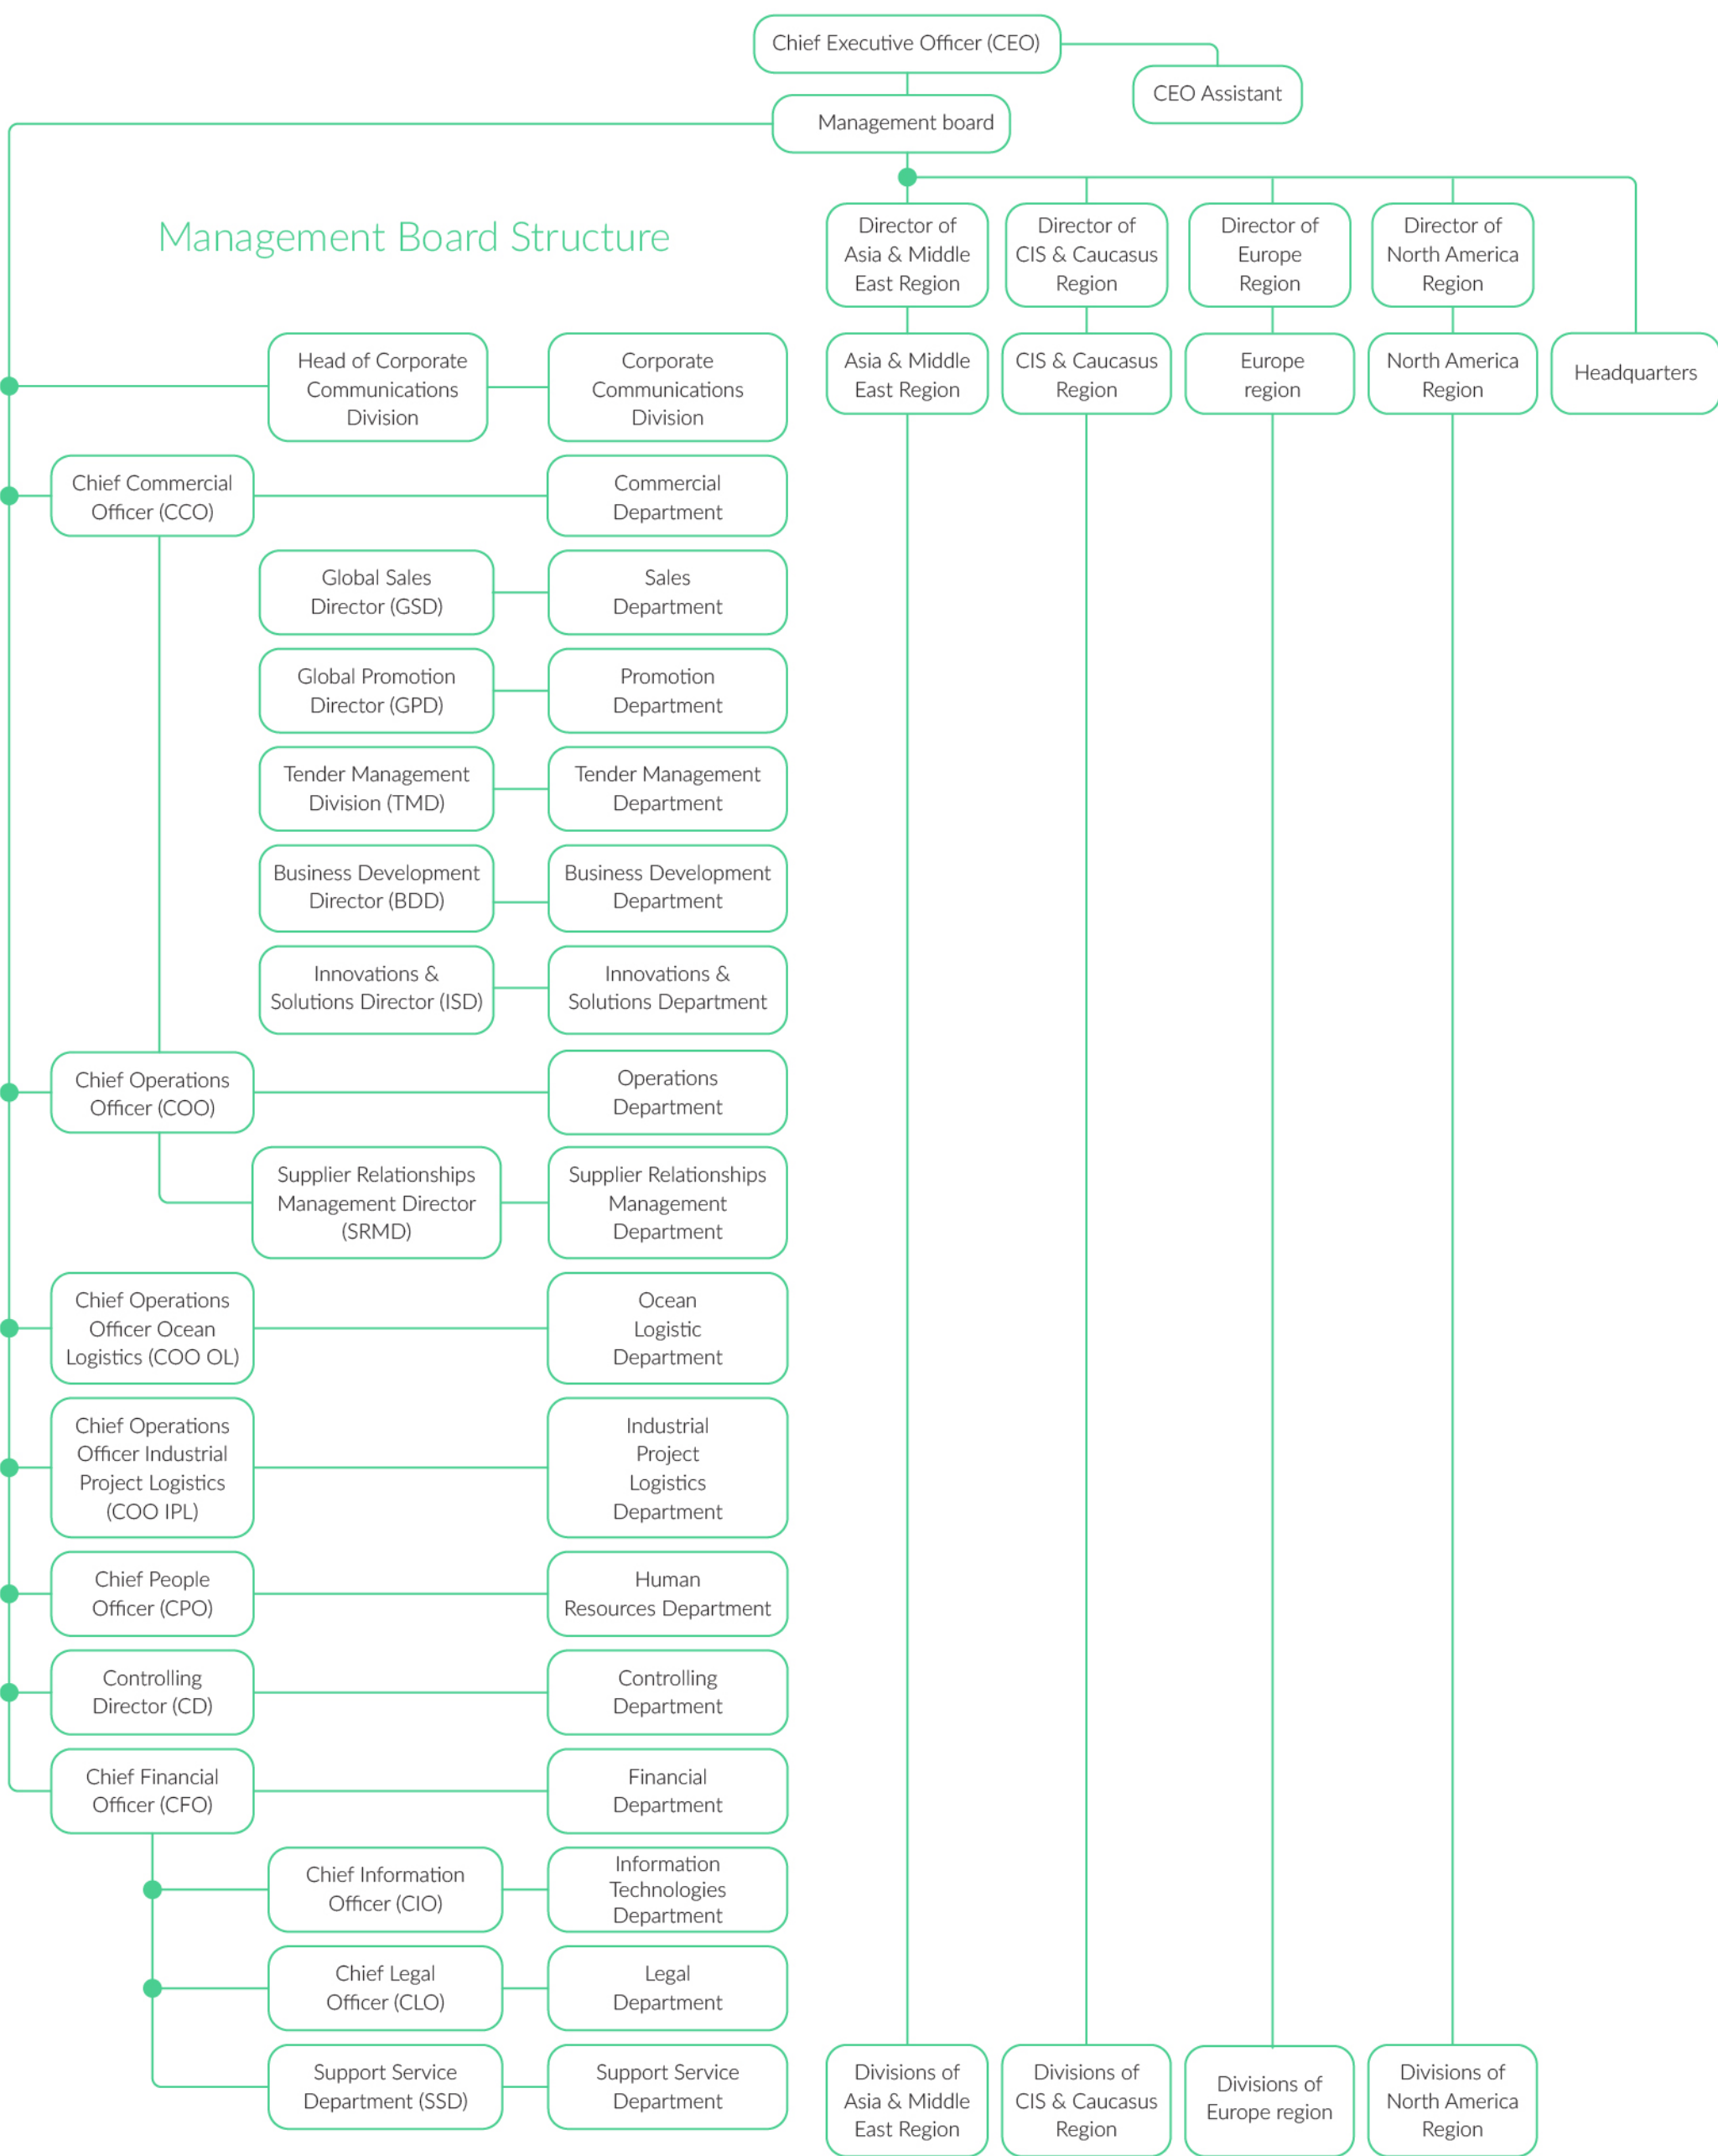 Chief Executive Officer (CEO)
CEO Assistant
Management board
Management Board Structure
Director of
Asia & Middle
East Region
Director of
CIS & Caucasus
Region
Director of
Europe
Region
Director of
North America
Region
Asia & Middle
East Region
CIS & Caucasus
Region
Europe
region
North America
Region
Headquarters
Head of Corporate
Communications
Division
Corporate
Communications
Division
Chief Commercial
Officer (CCO)
Commercial
Department
Global Sales
Director (GSD)
Sales
Department
Global Promotion
Director (GPD)
Promotion
Department
Tender Management
Division (TMD)
Tender Management
Department
Business Development
Director (BDD)
Business Development
Department
Innovations &
Solutions Director (ISD)
Innovations &
Solutions Department
Chief Operations
Officer (COO)
Operations
Department
Supplier Relationships
Management Director
(SRMD)
Supplier Relationships
Management
Department
Chief Operations
Officer Ocean
Logistics (COO OL)
Ocean
Logistic
Department
Chief Operations
Officer Industrial
Project Logistics
(COO IPL)
Industrial
Project
Logistics
Department
Chief People
Officer (CPO)
Human
Resources Department
Controlling
Director (CD)
Controlling
Department
Chief Financial
Officer (CFO)
Financial
Department
Chief Information
Officer (CIO)
Information
Technologies
Department
Chief Legal
Officer (CLO)
Legal
Department
Support Service
Department (SSD)
Support Service
Department
Divisions of
Asia & Middle
East Region
Divisions of
CIS & Caucasus
Region
Divisions of
Europe region
Divisions of
North America
Region